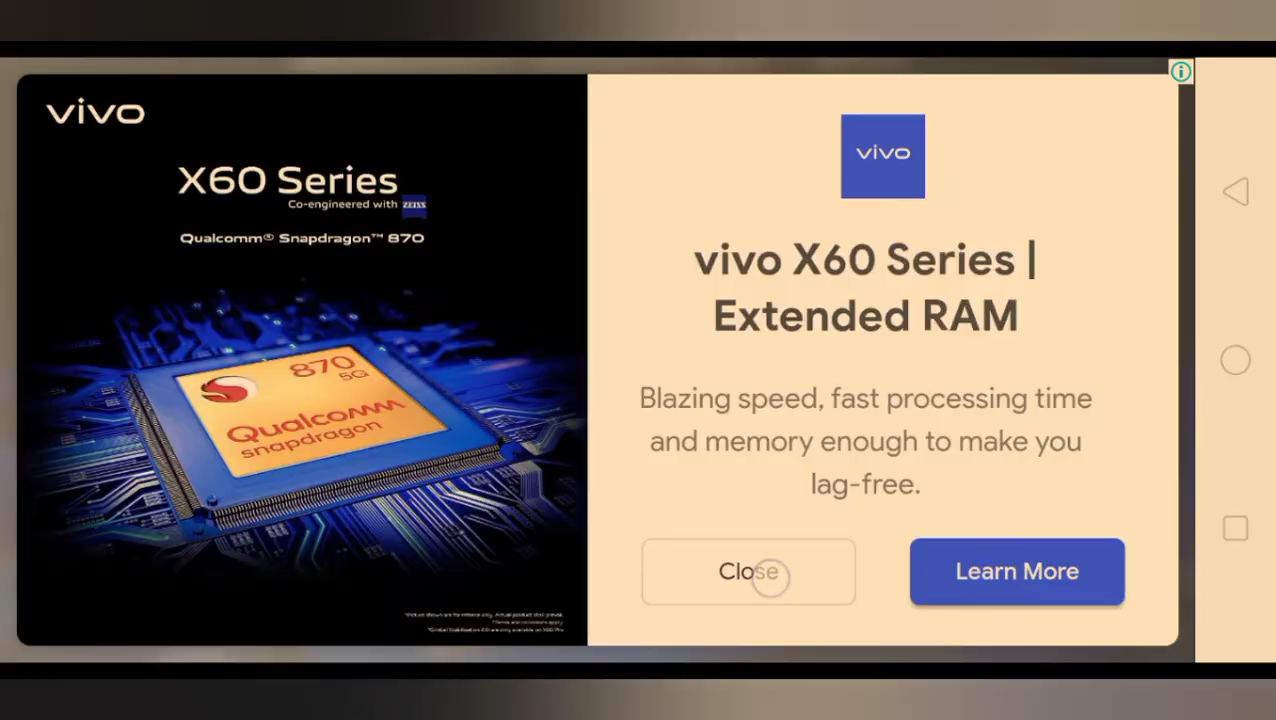 vivo
X60 Series
Co-engineered with ZEISS
Qualcomm® Snapdragon™ 870
870
5G
Qualcomm
snapdragon
vivo
vivo X60 Series |
Extended RAM
Blazing speed, fast processing time
and memory enough to make you
lag-free.
Close
Learn More